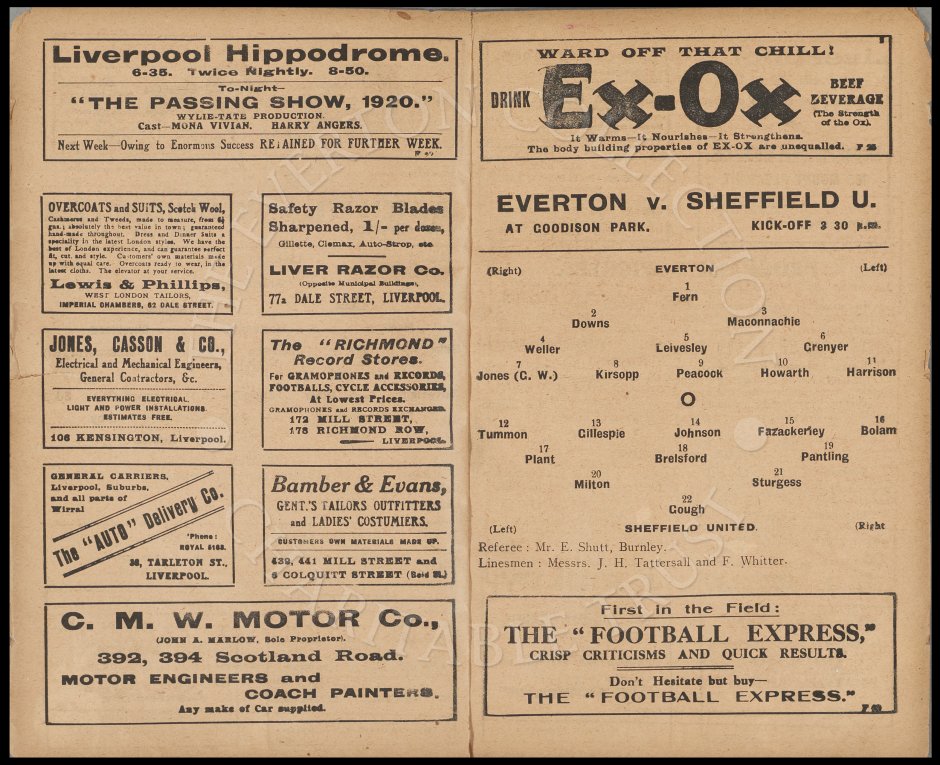 Liverpool Hippodrome.
6-35. Twice Nightly. 8-50.
To-Night—
"THE PASSING SHOW, 1920."
WYLIE-TATE PRODUCTION.
Cast—MONA VIVIAN. HARRY ANGERS.
Next Week—Owing to Enormous Success RETAINED FOR FURTHER WEEK.
OVERCOATS and SUITS, Scotch Wool,
Cashmeres and Tweeds, made to measure, from
gas.; absolutely the best value in town; guaranteed
hand-made throughout. Dress and Dinner Suits a
speciality in the latest London styles. We have the
best of London experience, and can guarantee perfect
fit, cut, and style. Customers' own materials made
up with equal care. Overcoats ready to wear, in the
latest cloths. The elevator at your service.
Lewis & Phillips,
WEST LONDON TAILORS,
IMPERIAL CHAMBERS, 62 DALE STREET.
Safety Razor Blades
Sharpened, 1/- per dozen,
Gillette, Clemax, Auto-Strop, etc
LIVER RAZOR Co.
(Opposite Municipal Buildings),
77a DALE STREET, LIVERPOOL.
JONES, CASSON & CO.,
Electrical and Mechanical Engineers,
General Contractors, &c.
EVERYTHING ELECTRICAL.
LIGHT AND POWER INSTALLATIONS.
ESTIMATES FREE.
106 KENSINGTON, Liverpool.
The "RICHMOND"
Record Stores.
For GRAMOPHONES and RECORDS,
FOOTBALLS, CYCLE ACCESSORIES,
At Lowest Prices.
GRAMOPHONES and RECORDS EXCHANGED.
172 MILL STREET,
178 RICHMOND ROW,
LIVERPOOL.
GENERAL CARRIERS,
Liverpool, Suburbs,
and all parts of
Wirral
The "AUTO" Delivery Co.
'Phone:
ROYAL 5168.
38, TARLETON ST.,
LIVERPOOL.
Bamber & Evans,
GENT.'S TAILORS OUTFITTERS
and LADIES' COSTUMIERS.
CUSTOMERS OWN MATERIALS MADE UP.
439, 441 MILL STREET and
6 COLQUITT STREET (Bold St.)
C. M. W. MOTOR Co.,
(JOHN A. MARLOW, Sole Proprietor).
392, 394 Scotland Road.
MOTOR ENGINEERS and
COACH PAINTERS.
Any make of Car supplied.
WARD OFF THAT CHILL!
DRINK Ex-Ox BEEF BEVERAGE
(The Strength of the Ox).
It Warms—It Nourishes—It Strengthens.
The body building properties of EX-OX are unequalled. F 25
EVERTON v. SHEFFIELD U.
AT GOODISON PARK. KICK-OFF 3 30 p.m.
(Right) EVERTON (Left)
1
Fern
2 3
Downs Maconnachie
4 5 6
Weller Leivesley Grenyer
7 8 9 10 11
Jones (C. W.) Kirsopp Peacock Howarth Harrison
O
12 13 14 15 16
Tummon Gillespie Johnson Fazackerley Bolam
17 18 19
Plant Brelsford Pantling
20 21
Milton Sturgess
22
Gough
(Left) SHEFFIELD UNITED. (Right
Referee : Mr. E. Shutt, Burnley.
Linesmen : Messrs. J. H. Tattersall and F. Whitter.
First in the Field:
THE "FOOTBALL EXPRESS,"
CRISP CRITICISMS AND QUICK RESULTS.
Don't Hesitate but buy—
THE "FOOTBALL EXPRESS."
EVERTON COLLECTION
CHARITABLE TRUST